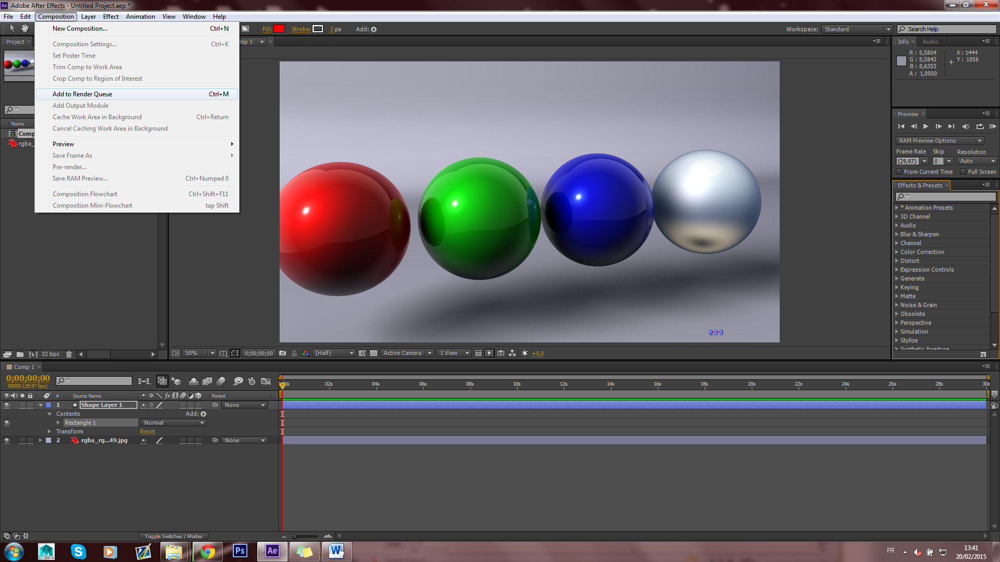 Adobe After Effects - Untitled Project.aep *
File Edit Composition Layer Effect Animation View Window Help
New Composition... Ctrl+N
Composition Settings... Ctrl+K
Set Poster Time
Trim Comp to Work Area
Crop Comp to Region of Interest
Add to Render Queue Ctrl+M
Add Output Module
Cache Work Area in Background Ctrl+Return
Cancel Caching Work Area in Background
Preview
Save Frame As
Pre-render...
Save RAM Preview... Ctrl+Numpad 0
Composition Flowchart Ctrl+Shift+F11
Composition Mini-Flowchart tap Shift
Fill: Stroke: 2 px Add:
Workspace: Standard Search Help
Project
mp 1
Name
Comp
rgba_
32 bpc
Info Audio
R : 0,5804 X : 1444
G : 0,5843 Y : 1056
B : 0,6353
A : 1,0000
Preview
RAM Preview Options
Frame Rate Skip Resolution
(29,97) 0 Auto
From Current Time Full Screen
Effects & Presets
* Animation Presets
3D Channel
Audio
Blur & Sharpen
Channel
Color Correction
Distort
Expression Controls
Generate
Keying
Matte
Noise & Grain
Obsolete
Perspective
Simulation
Stylize
Synthetic Aperture
50% 0;00;00;00 (Half) Active Camera 1 View +0,0
Comp 1
0;00;00;00
00000 (29.97 fps)
# Source Name fx Parent
00s 02s 04s 06s 08s 10s 12s 14s 16s 18s 20s 22s 24s 26s 28s 30s
1 Shape Layer 1 None
Contents Add:
Rectangle 1 Normal
Transform Reset
2 rgba_rg...49.jpg None
Toggle Switches / Modes
MAYA Ps Ae
FR 13:41
20/02/2015